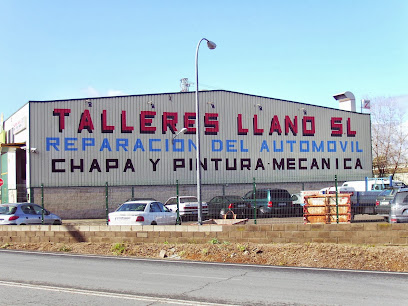 TALLERES LLANO SL
REPARACION DEL AUTOMOVIL
CHAPA Y PINTURA·MECANICA